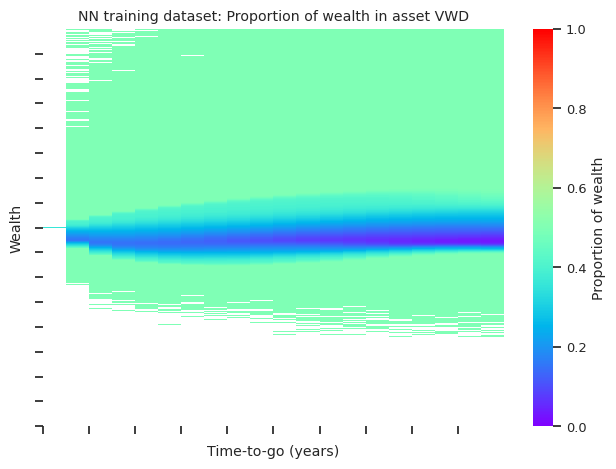 NN training dataset: Proportion of wealth in asset VWD
Wealth
Time-to-go (years)
1.0
0.8
0.6
0.4
0.2
0.0
Proportion of wealth